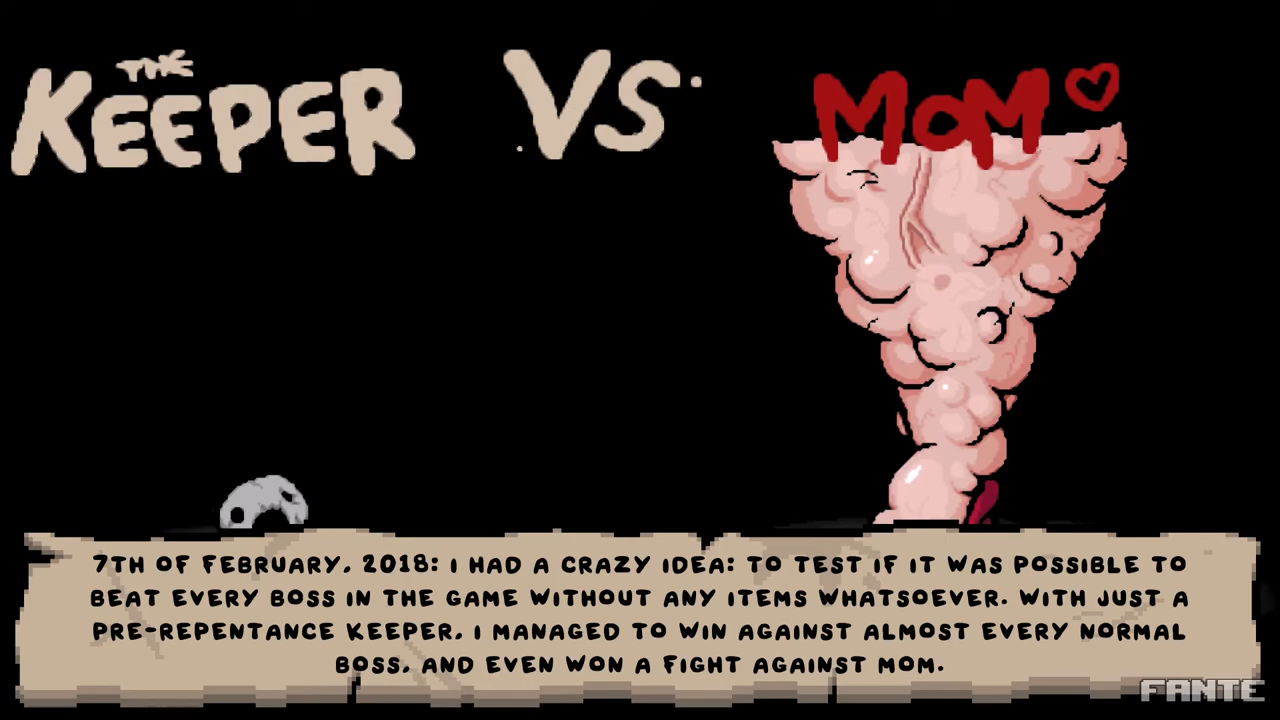 THE
KEEPER VS MOM
7TH OF FEBRUARY, 2018: I HAD A CRAZY IDEA: TO TEST IF IT WAS POSSIBLE TO
BEAT EVERY BOSS IN THE GAME WITHOUT ANY ITEMS WHATSOEVER. WITH JUST A
PRE-REPENTANCE KEEPER, I MANAGED TO WIN AGAINST ALMOST EVERY NORMAL
BOSS, AND EVEN WON A FIGHT AGAINST MOM.
FANTE